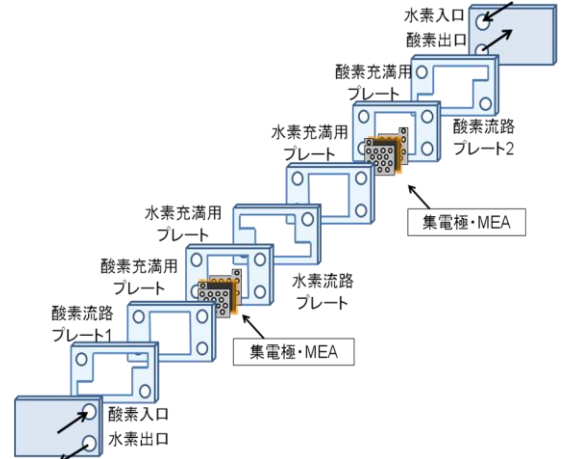 水素入口
酸素出口
酸素充満用
プレート
酸素流路
プレート2
水素充満用
プレート
集電極・MEA
水素充満用
プレート
水素流路
プレート
酸素充満用
プレート
集電極・MEA
酸素流路
プレート1
酸素入口
水素出口